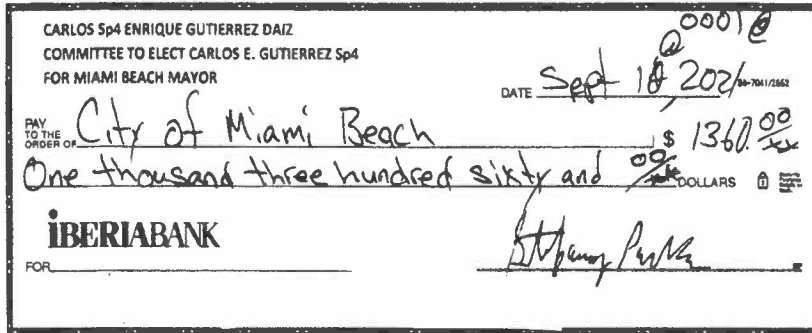 @0001@
CARLOS Sp4 ENRIQUE GUTIERREZ DAIZ
COMMITTEE TO ELECT CARLOS E. GUTIERREZ Sp4
FOR MIAMI BEACH MAYOR
DATE Sept 10, 2021
PAY TO THE ORDER OF City of Miami Beach $ 1360.00/xx
One thousand three hundred sixty and 00/xx DOLLARS
iBERIABANK
FOR